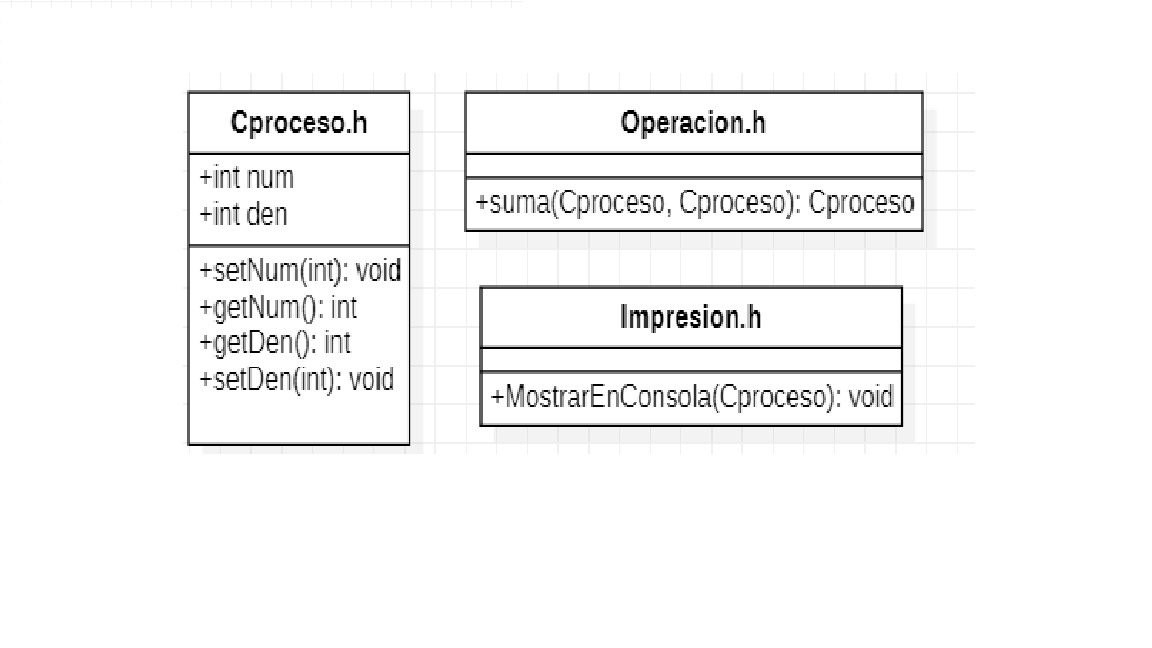 Cproceso.h
+int num
+int den
+setNum(int): void
+getNum(): int
+getDen(): int
+setDen(int): void
Operacion.h
+suma(Cproceso, Cproceso): Cproceso
Impresion.h
+MostrarEnConsola(Cproceso): void